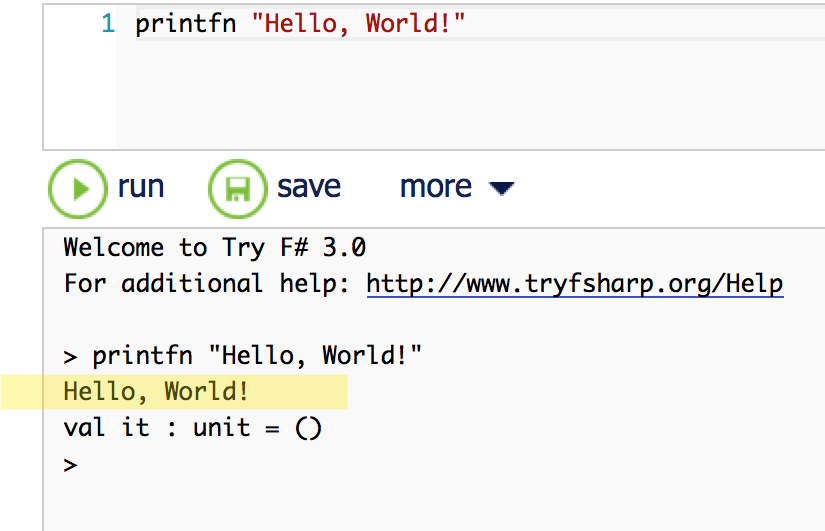 1 printfn "Hello, World!"
run save more
Welcome to Try F# 3.0
For additional help: http://www.tryfsharp.org/Help
> printfn "Hello, World!"
Hello, World!
val it : unit = ()
>